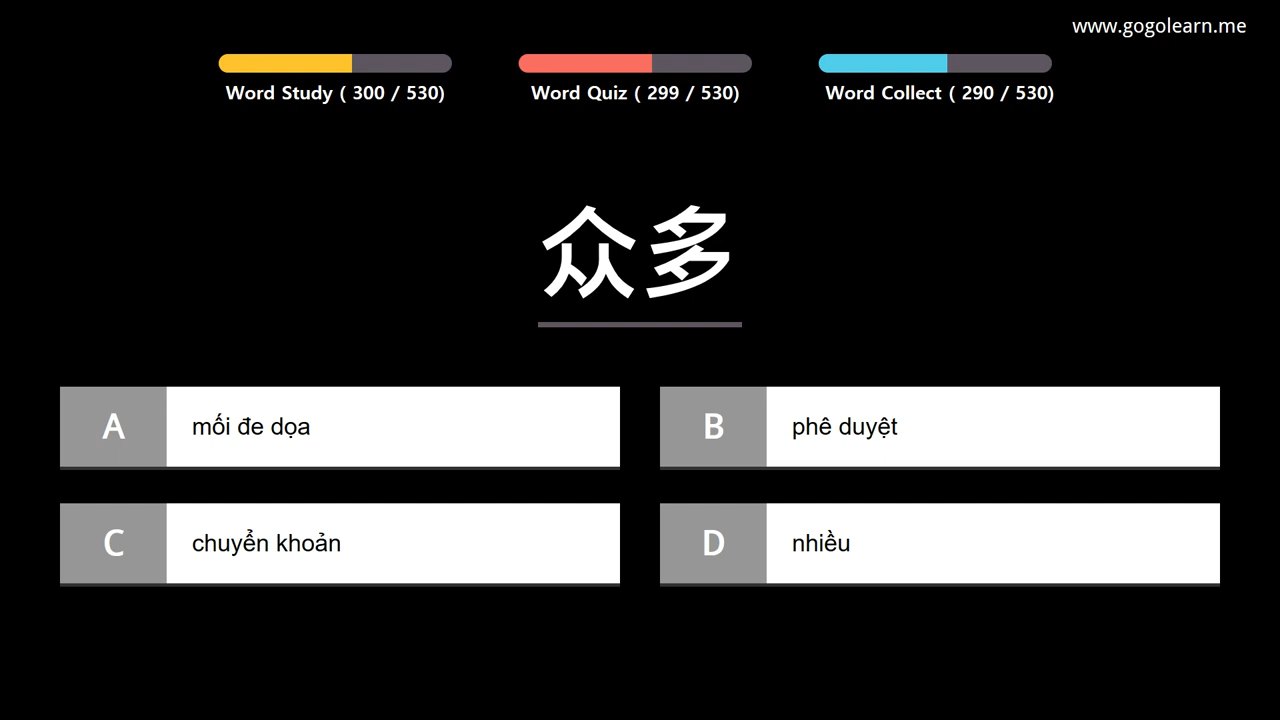 www.gogolearn.me
Word Study ( 300 / 530)
Word Quiz ( 299 / 530)
Word Collect ( 290 / 530)
众多
A
mối đe dọa
B
phê duyệt
C
chuyển khoản
D
nhiều